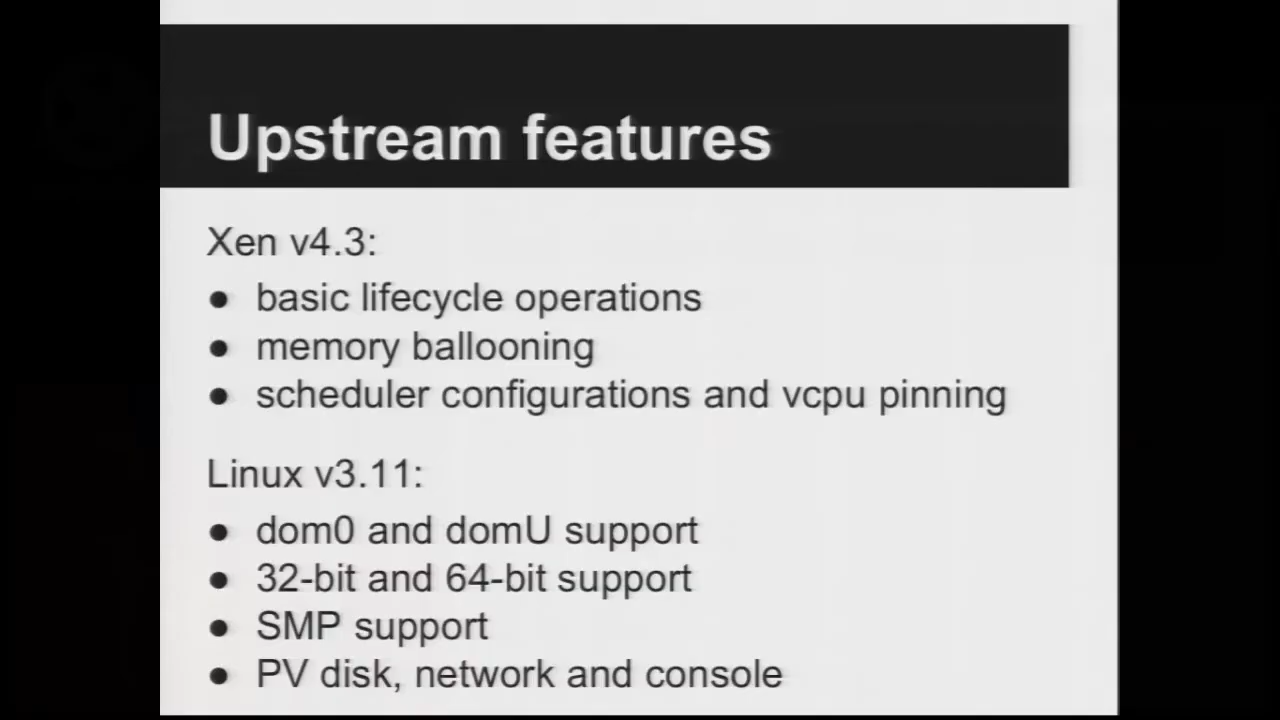 Upstream features
Xen v4.3:
● basic lifecycle operations
● memory ballooning
● scheduler configurations and vcpu pinning
Linux v3.11:
● dom0 and domU support
● 32-bit and 64-bit support
● SMP support
● PV disk, network and console